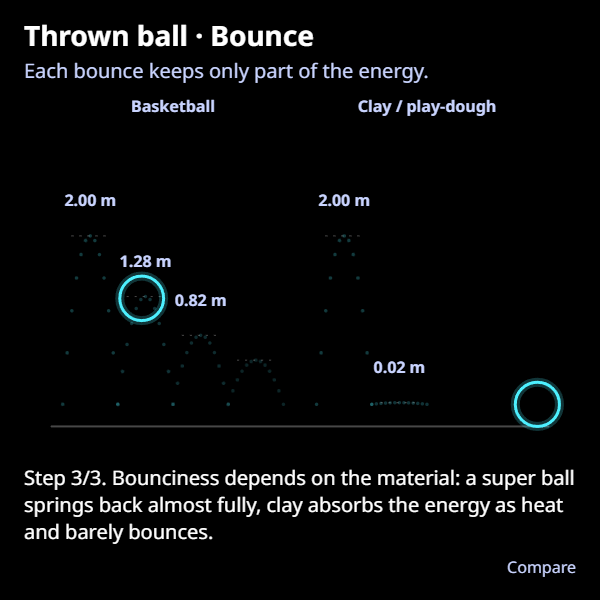 Thrown ball · Bounce
Each bounce keeps only part of the energy.
Basketball
Clay / play-dough
2.00 m
2.00 m
1.28 m
0.82 m
0.02 m
Step 3/3. Bounciness depends on the material: a super ball
springs back almost fully, clay absorbs the energy as heat
and barely bounces.
Compare